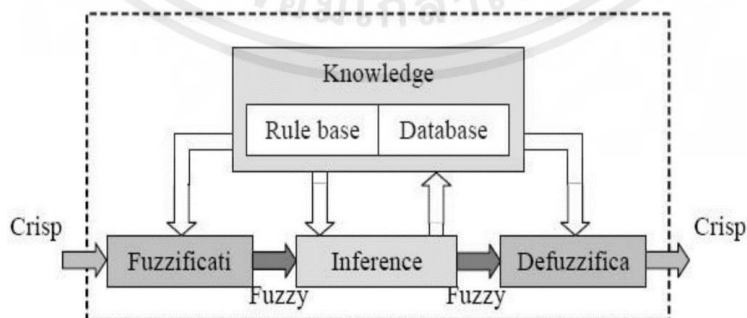 Knowledge
Rule base
Database
Crisp
Crisp
Fuzzificati
Inference
Defuzzifica
Fuzzy
Fuzzy